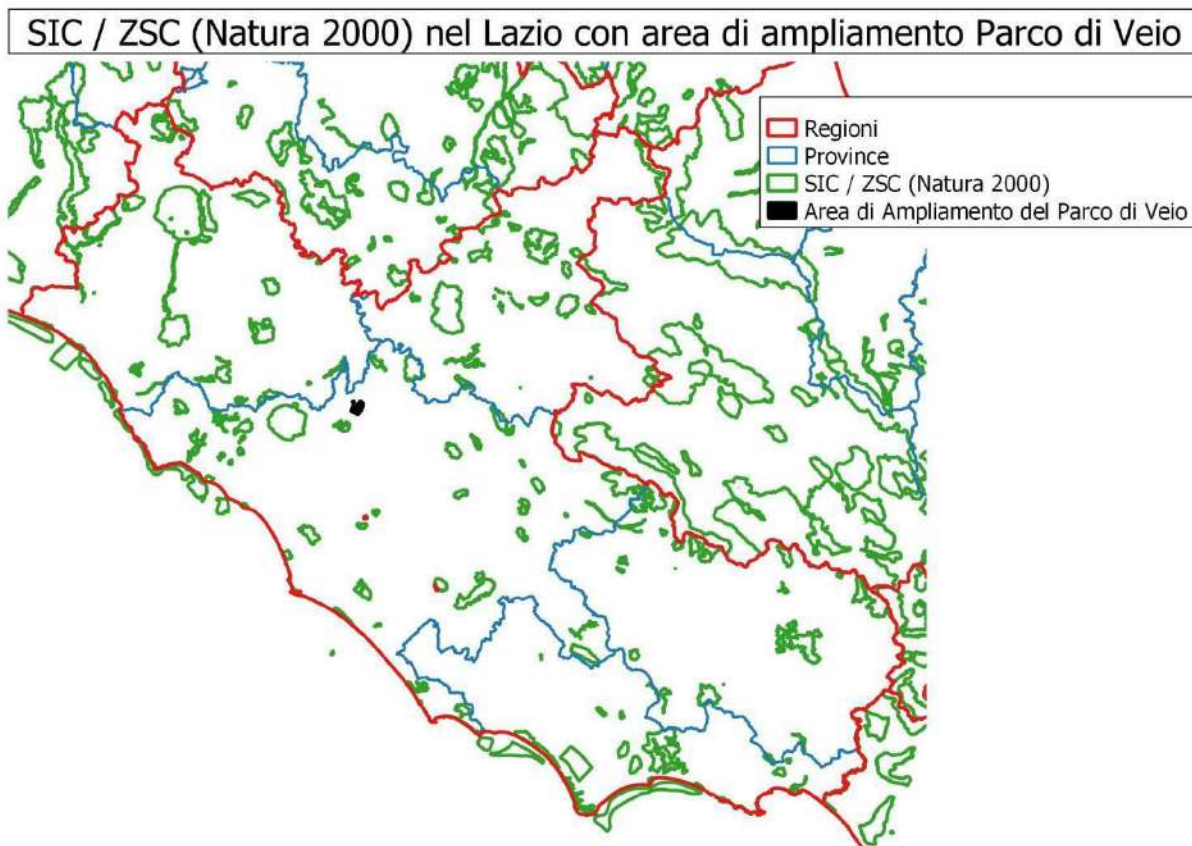 SIC / ZSC (Natura 2000) nel Lazio con area di ampliamento Parco di Veio
Regioni
Province
SIC / ZSC (Natura 2000)
Area di Ampliamento del Parco di Veio